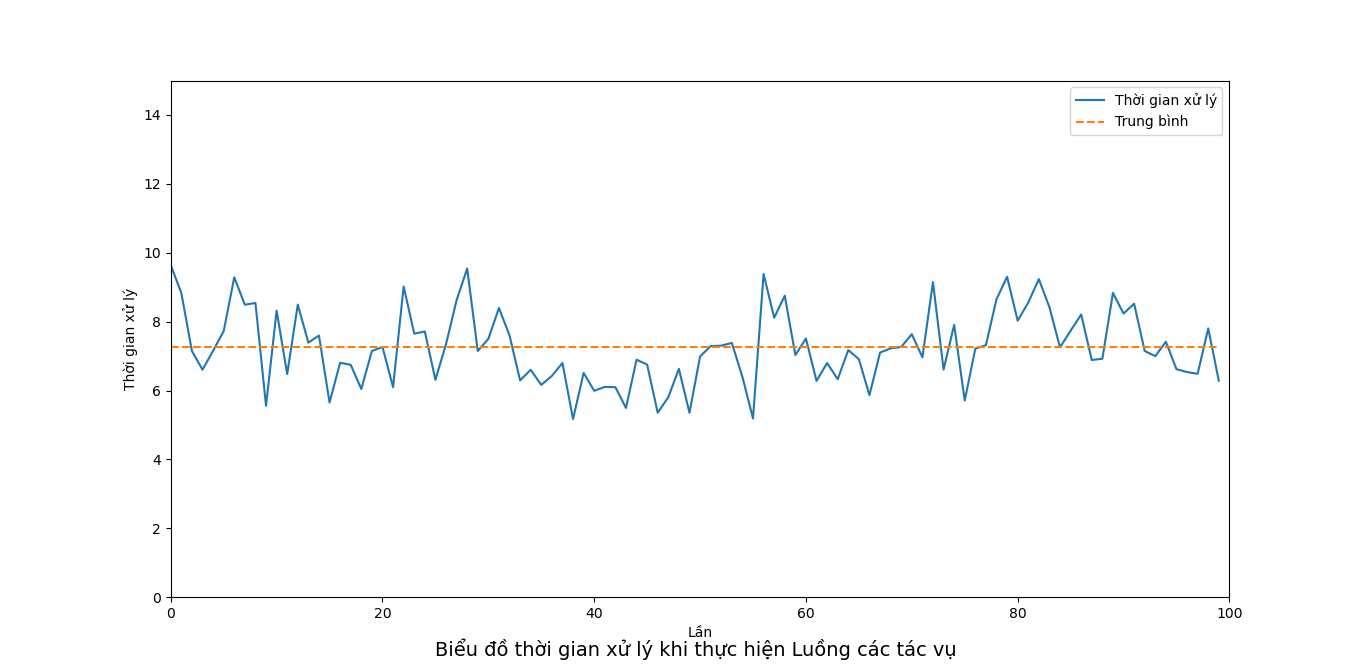 Thời gian xử lý
Trung bình
14
12
10
8
6
4
2
0
Thời gian xử lý
0 20 40 60 80 100
Lần
Biểu đồ thời gian xử lý khi thực hiện Luồng các tác vụ